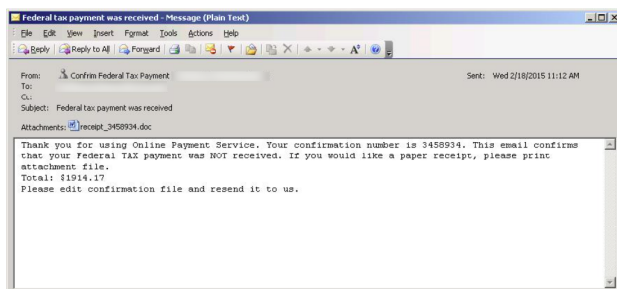 Federal tax payment was received - Message (Plain Text)
File Edit View Insert Format Tools Actions Help
Reply Reply to All Forward
From: Confrim Federal Tax Payment Sent: Wed 2/18/2015 11:12 AM
To:
Cc:
Subject: Federal tax payment was received
Attachments: receipt_3458934.doc
Thank you for using Online Payment Service. Your confirmation number is 3458934. This email confirms
that your Federal TAX payment was NOT received. If you would like a paper receipt, please print
attachment file.
Total: $1914.17
Please edit confirmation file and resend it to us.